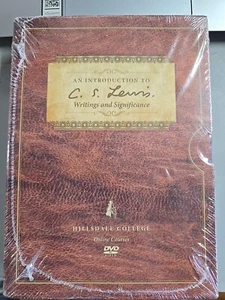 AN INTRODUCTION TO
C. S. Lewis
Writings and Significance
HILLSDALE COLLEGE
Online Courses
DVD